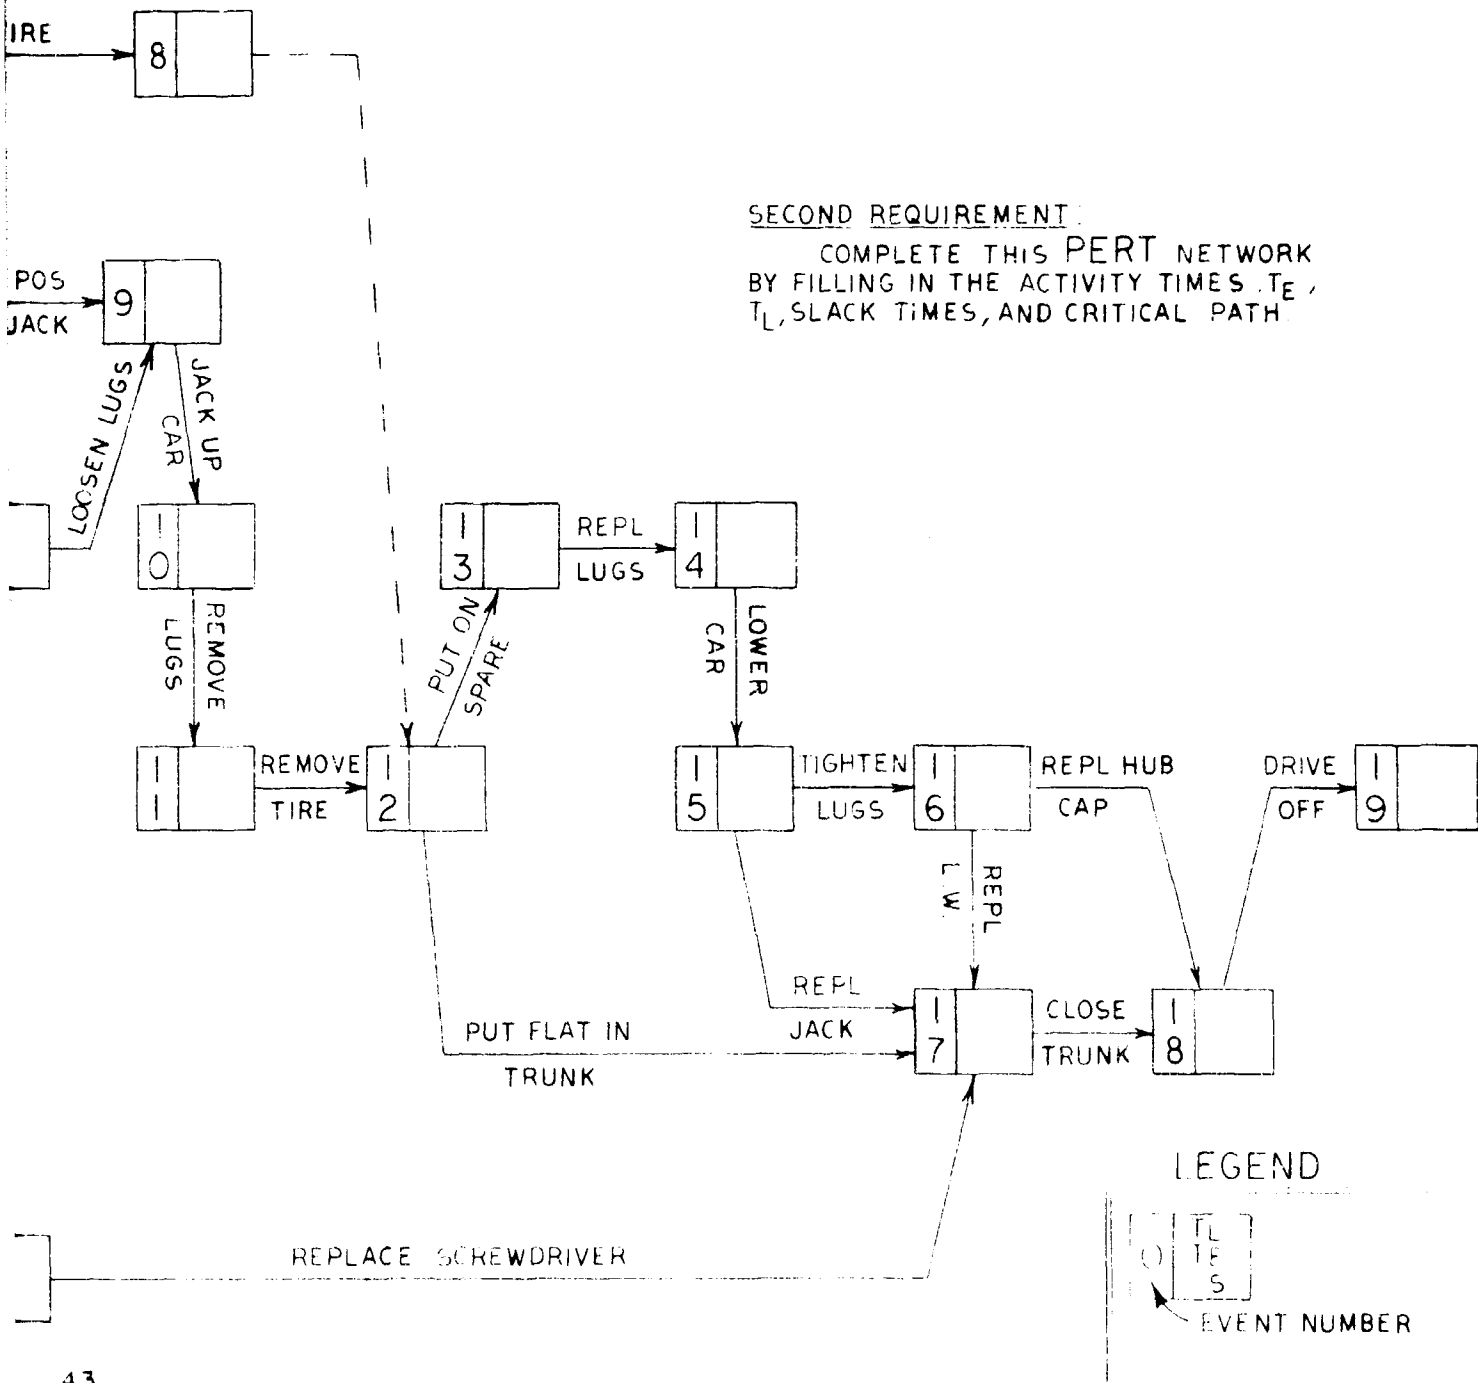 IRE
8
SECOND REQUIREMENT:
COMPLETE THIS PERT NETWORK
BY FILLING IN THE ACTIVITY TIMES, TE,
TL, SLACK TIMES, AND CRITICAL PATH
POS
JACK
9
LOOSEN LUGS
JACK UP
CAR
10
13
REPL
LUGS
14
REMOVE
LUGS
PUT ON
SPARE
LOWER
CAR
11
REMOVE
TIRE
12
15
TIGHTEN
LUGS
16
REPL HUB
CAP
DRIVE
OFF
19
REPL
L.W.
REPL
JACK
PUT FLAT IN
TRUNK
17
CLOSE
TRUNK
18
REPLACE SCREWDRIVER
LEGEND
TL
TE
S
EVENT NUMBER
43